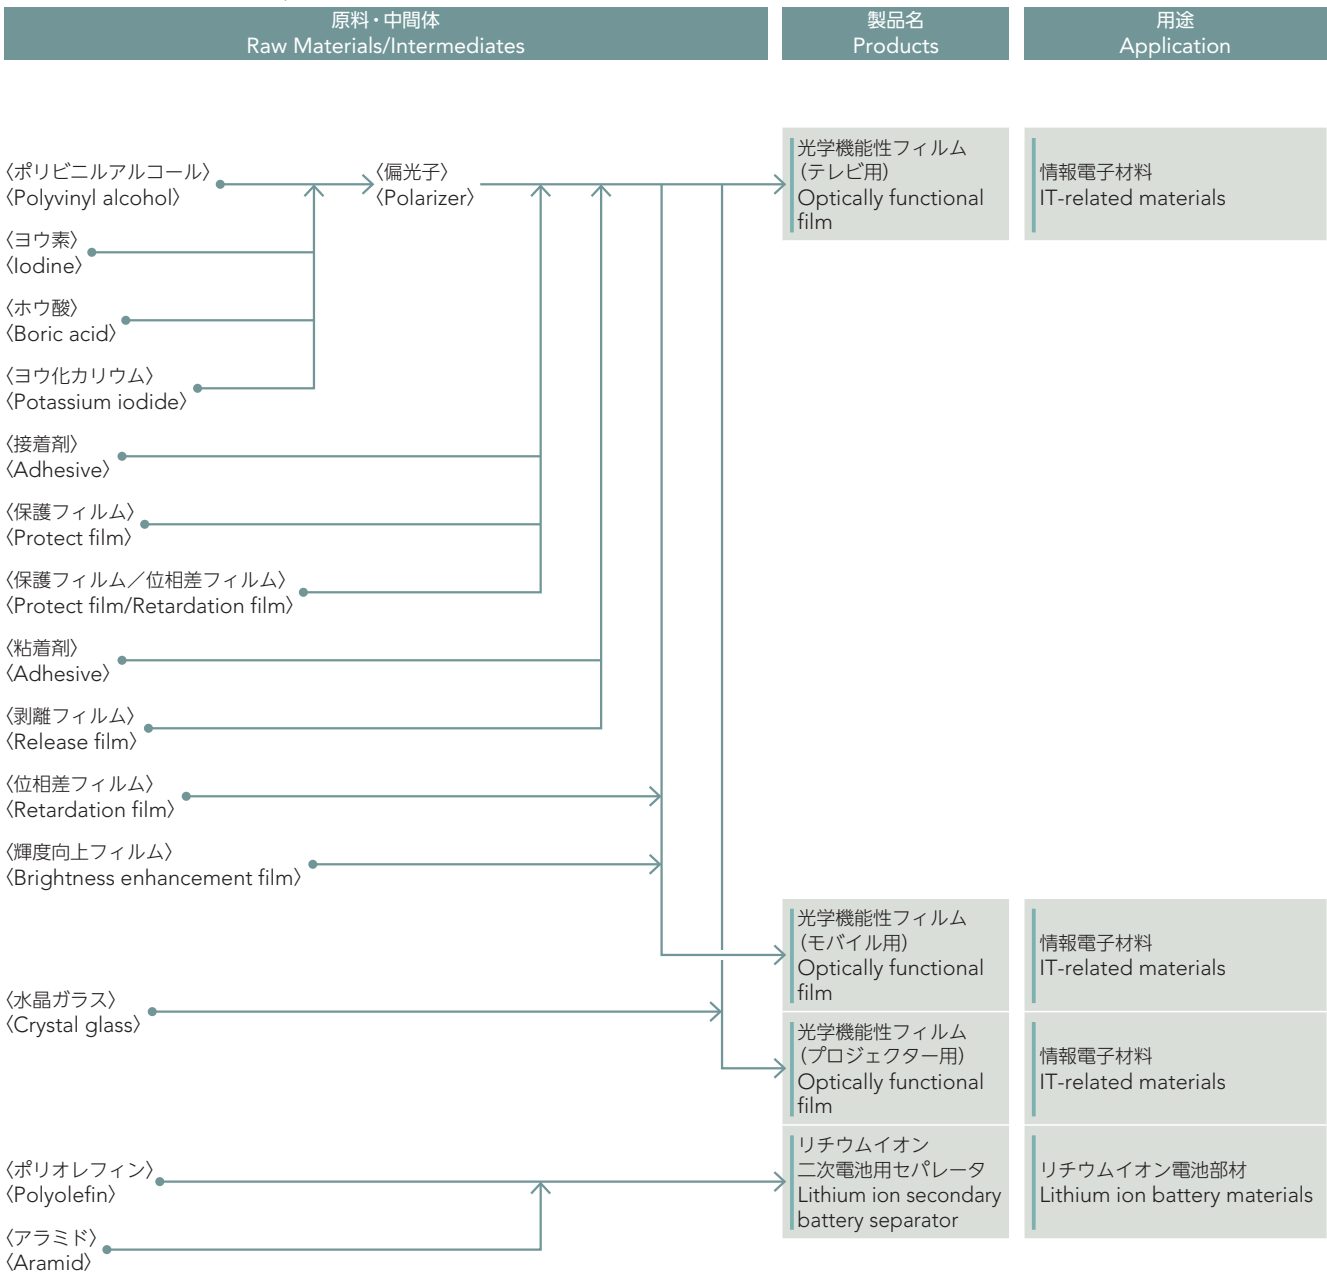 原料・中間体
Raw Materials/Intermediates
製品名
Products
用途
Application
〈ポリビニルアルコール〉
〈Polyvinyl alcohol〉
〈偏光子〉
〈Polarizer〉
光学機能性フィルム
(テレビ用)
Optically functional
film
情報電子材料
IT-related materials
〈ヨウ素〉
〈Iodine〉
〈ホウ酸〉
〈Boric acid〉
〈ヨウ化カリウム〉
〈Potassium iodide〉
〈接着剤〉
〈Adhesive〉
〈保護フィルム〉
〈Protect film〉
〈保護フィルム／位相差フィルム〉
〈Protect film/Retardation film〉
〈粘着剤〉
〈Adhesive〉
〈剥離フィルム〉
〈Release film〉
〈位相差フィルム〉
〈Retardation film〉
〈輝度向上フィルム〉
〈Brightness enhancement film〉
光学機能性フィルム
(モバイル用)
Optically functional
film
情報電子材料
IT-related materials
〈水晶ガラス〉
〈Crystal glass〉
光学機能性フィルム
(プロジェクター用)
Optically functional
film
情報電子材料
IT-related materials
〈ポリオレフィン〉
〈Polyolefin〉
リチウムイオン
二次電池用セパレータ
Lithium ion secondary
battery separator
リチウムイオン電池部材
Lithium ion battery materials
〈アラミド〉
〈Aramid〉